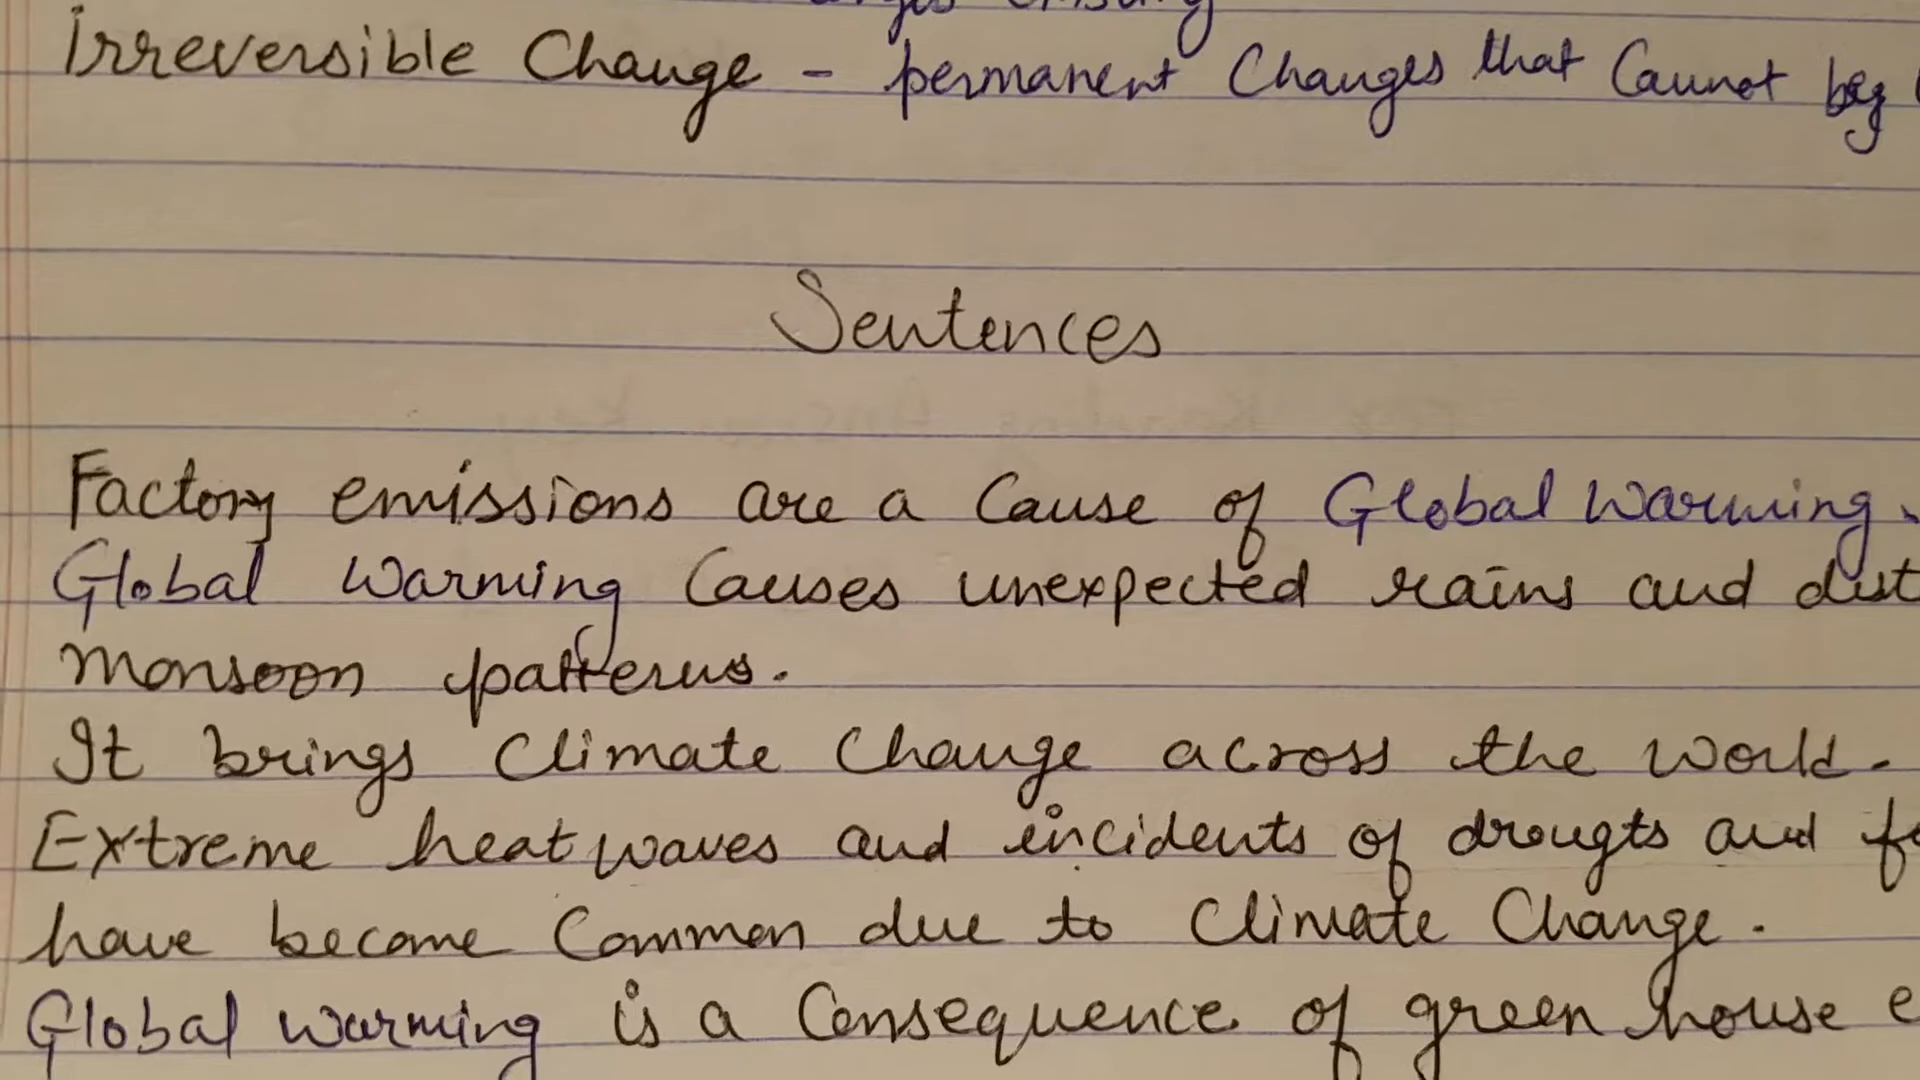 Irreversible Change - permanent Changes that Cannot be
Sentences
Factory emissions are a Cause of Global Warming.
Global Warming Causes unexpected rains and
monsoon patterns.
It brings Climate Change across the world.
Extreme heat waves and incidents of drougts and
have become Common due to Climate Change.
Global warming is a Consequence of green house